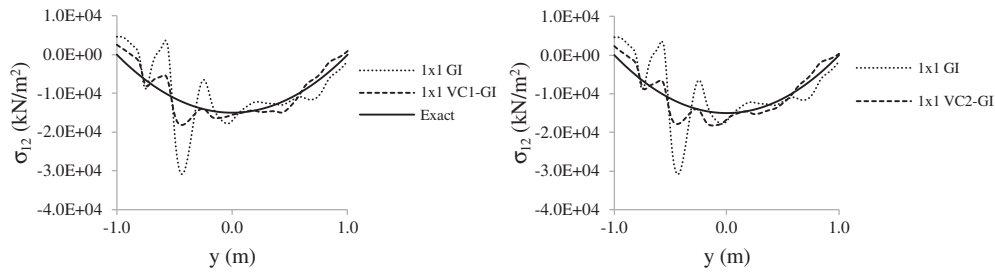 1.0E+04
0.0E+00
-1.0E+04
-2.0E+04
-3.0E+04
-4.0E+04
σ12 (kN/m²)
-1.0
0.0
1.0
y (m)
1x1 GI
1x1 VC1-GI
Exact
1.0E+04
0.0E+00
-1.0E+04
-2.0E+04
-3.0E+04
-4.0E+04
σ12 (kN/m²)
-1.0
0.0
1.0
y (m)
1x1 GI
1x1 VC2-GI